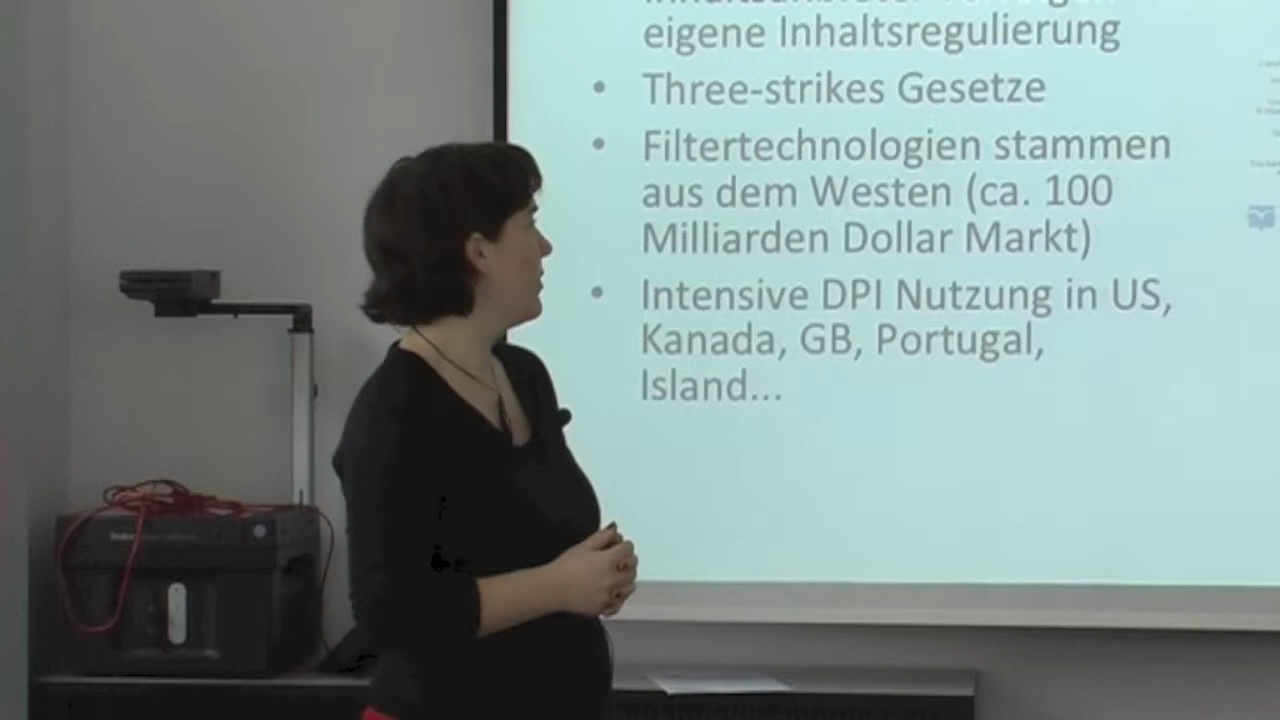 eigene Inhaltsregulierung
• Three-strikes Gesetze
• Filtertechnologien stammen
aus dem Westen (ca. 100
Milliarden Dollar Markt)
• Intensive DPI Nutzung in US,
Kanada, GB, Portugal,
Island...